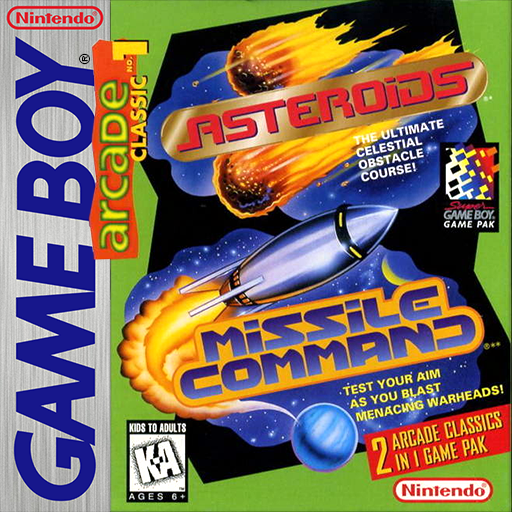 Nintendo
GAME BOY®
arcade
CLASSIC NO. 1
ASTEROIDS
®*
THE ULTIMATE
CELESTIAL
OBSTACLE
COURSE!
Super
GAME BOY
GAME PAK
MISSILE
COMMAND
®**
TEST YOUR AIM
AS YOU BLAST
MENACING WARHEADS!
KIDS TO ADULTS
K-A
AGES 6+
2 ARCADE CLASSICS
IN 1 GAME PAK
Nintendo